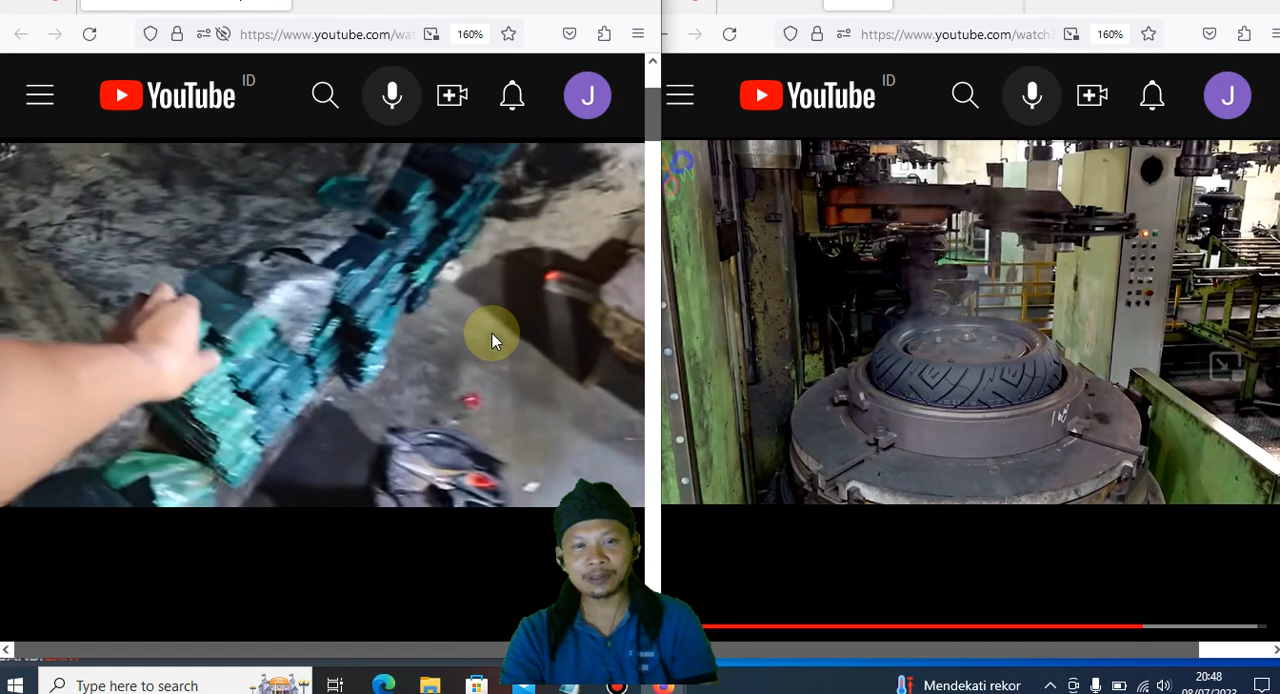 https://www.youtube.com/wat
160%
https://www.youtube.com/watch?
160%
YouTube ID
J
YouTube ID
J
Type here to search
Mendekati rekor
20:48